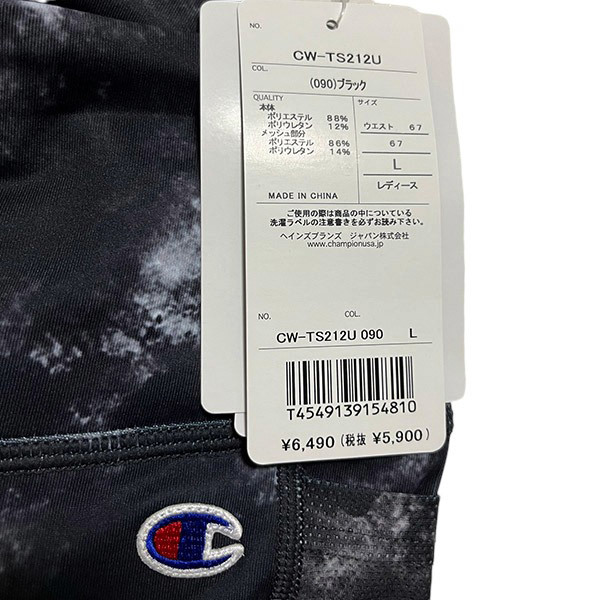 NO.
CW-TS212U
COL.
(090)ブラック
QUALITY
本体
ポリエステル 88%
ポリウレタン 12%
メッシュ部分
ポリエステル 86%
ポリウレタン 14%
サイズ
ウエスト 67
67
L
レディース
MADE IN CHINA
ご使用の際は商品の中についている
洗濯ラベルの注意書きを必ずお読み下さい。
ヘインズブランズ ジャパン株式会社
www.championusa.jp
NO. COL.
CW-TS212U 090 L
T4549139154810
¥6,490(税抜 ¥5,900)
C